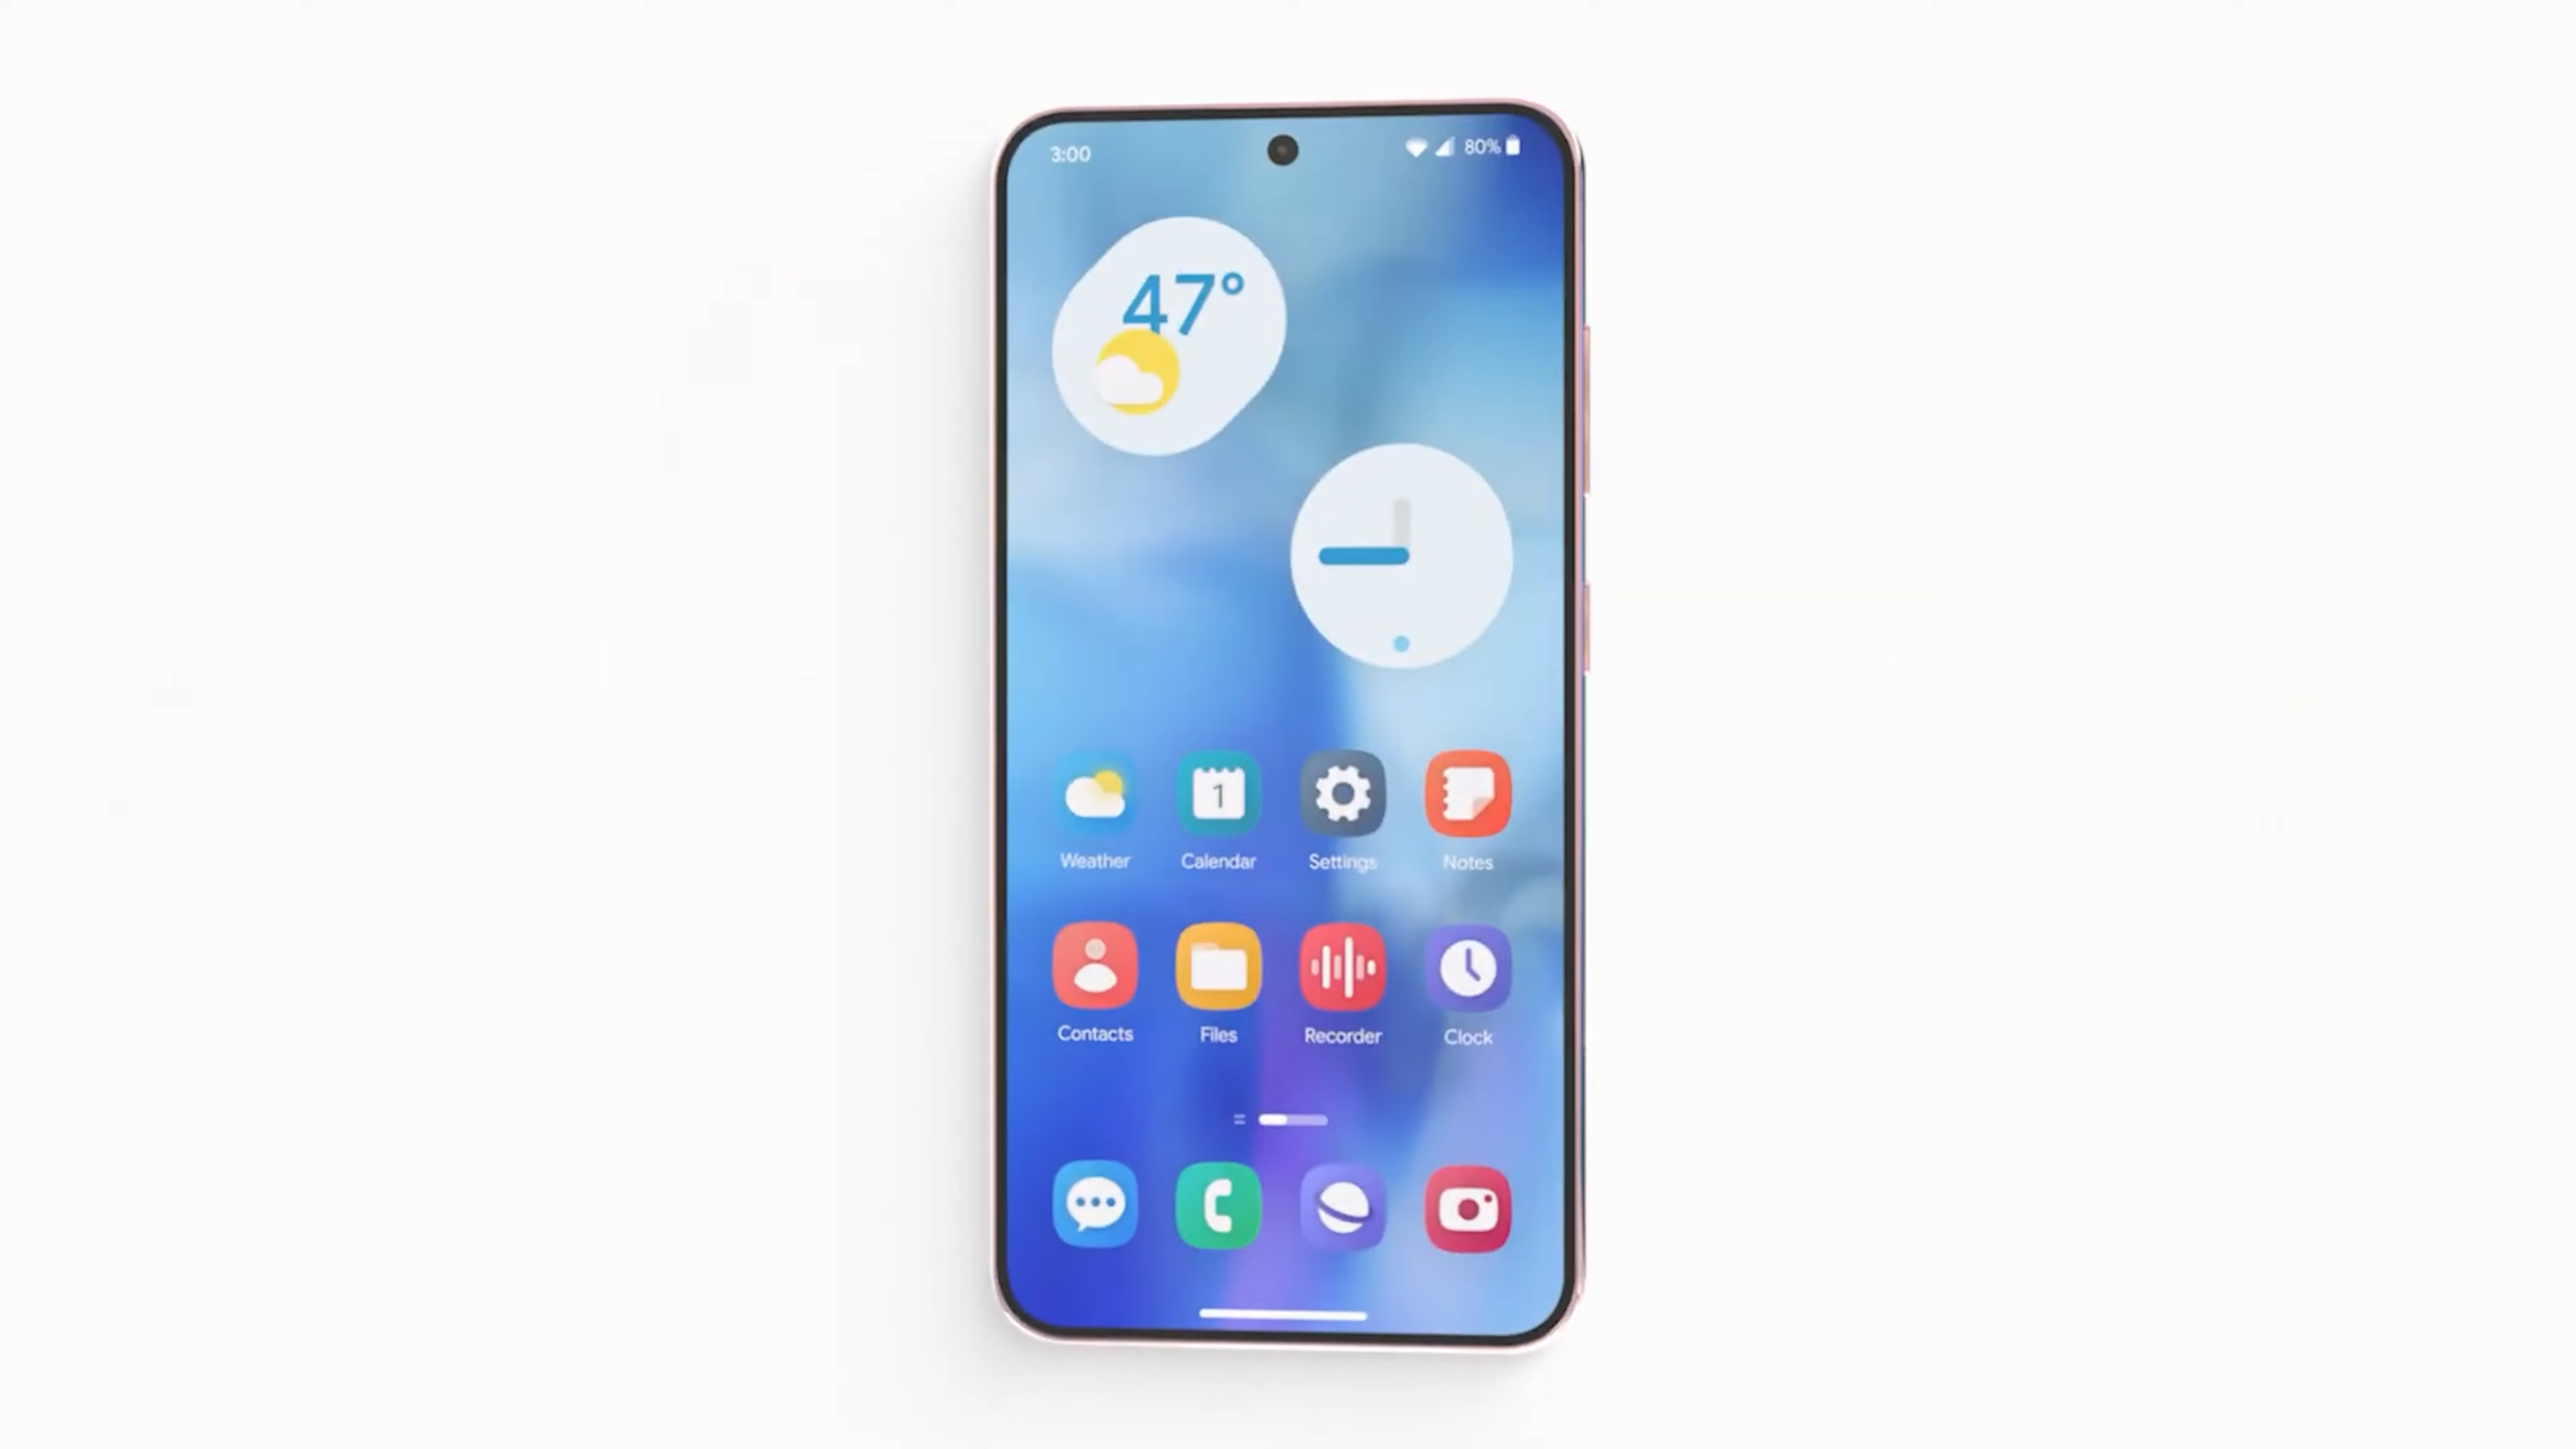 3:00 80%
47°
1
Weather Calendar Settings Notes
Contacts Files Recorder Clock